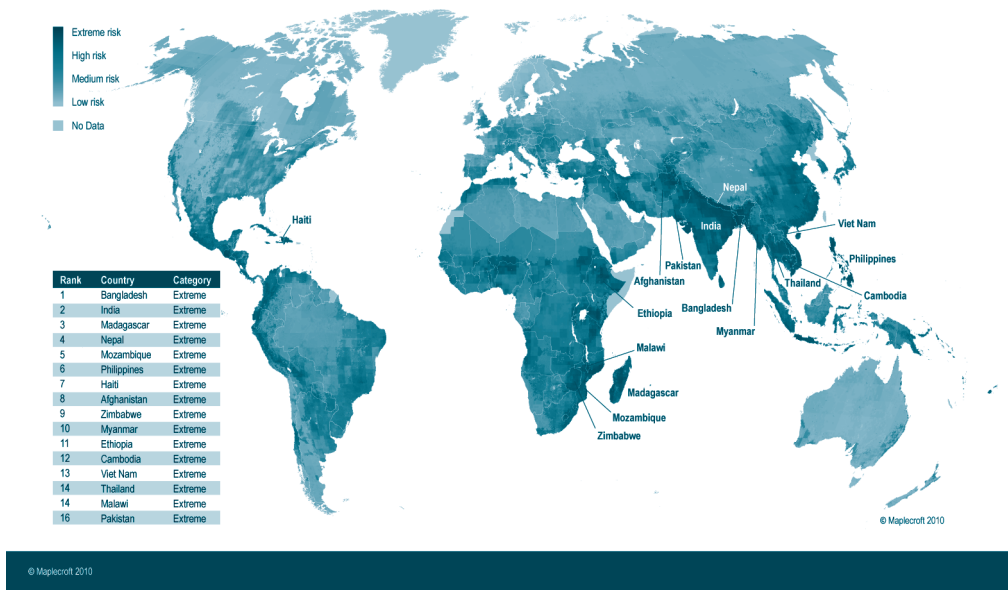 Extreme risk
High risk
Medium risk
Low risk
No Data
Haiti
Nepal
India
Viet Nam
Philippines
Pakistan
Afghanistan
Thailand
Cambodia
Ethiopia
Bangladesh
Myanmar
Malawi
Madagascar
Mozambique
Zimbabwe
Rank Country Category
1 Bangladesh Extreme
2 India Extreme
3 Madagascar Extreme
4 Nepal Extreme
5 Mozambique Extreme
6 Philippines Extreme
7 Haiti Extreme
8 Afghanistan Extreme
9 Zimbabwe Extreme
10 Myanmar Extreme
11 Ethiopia Extreme
12 Cambodia Extreme
13 Viet Nam Extreme
14 Thailand Extreme
14 Malawi Extreme
16 Pakistan Extreme
© Maplecroft 2010
© Maplecroft 2010